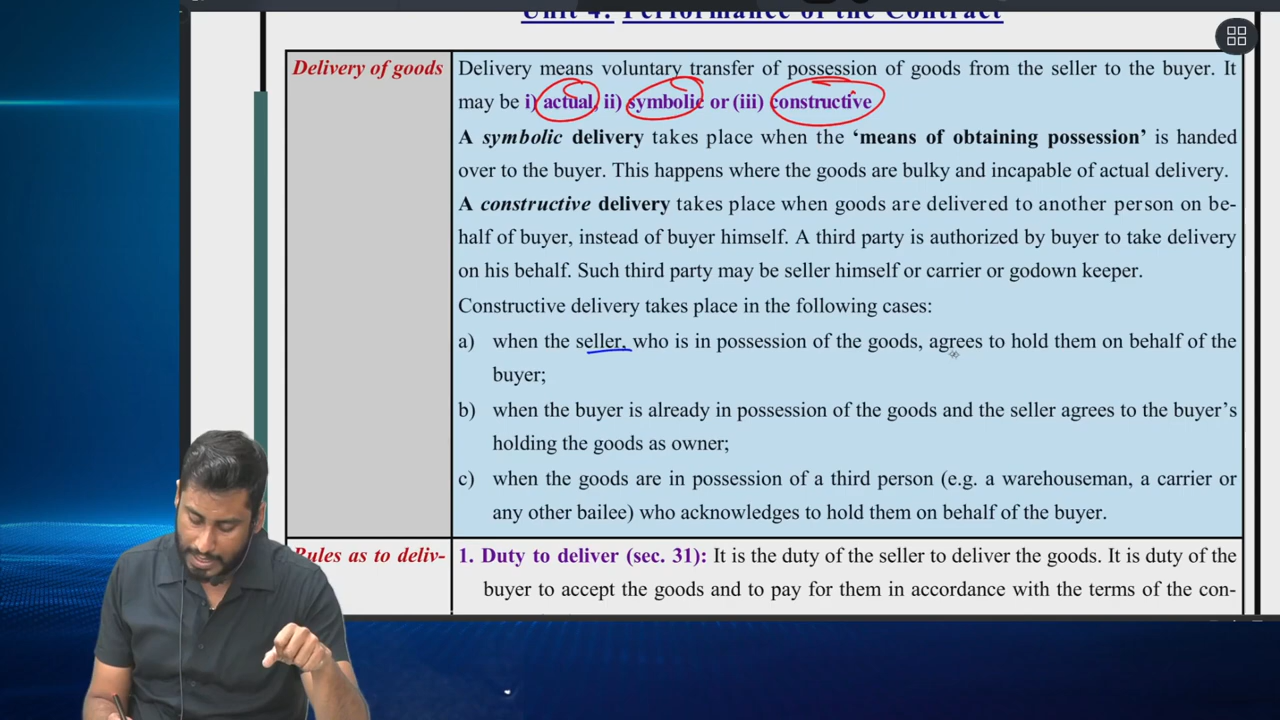 Unit 4: Performance of the Contract
Delivery of goods
Delivery means voluntary transfer of possession of goods from the seller to the buyer. It
may be i) actual, ii) symbolic or (iii) constructive
A symbolic delivery takes place when the ‘means of obtaining possession’ is handed
over to the buyer. This happens where the goods are bulky and incapable of actual delivery.
A constructive delivery takes place when goods are delivered to another person on be-
half of buyer, instead of buyer himself. A third party is authorized by buyer to take delivery
on his behalf. Such third party may be seller himself or carrier or godown keeper.
Constructive delivery takes place in the following cases:
a) when the seller, who is in possession of the goods, agrees to hold them on behalf of the
buyer;
b) when the buyer is already in possession of the goods and the seller agrees to the buyer’s
holding the goods as owner;
c) when the goods are in possession of a third person (e.g. a warehouseman, a carrier or
any other bailee) who acknowledges to hold them on behalf of the buyer.
Rules as to deliv-
1. Duty to deliver (sec. 31): It is the duty of the seller to deliver the goods. It is duty of the
buyer to accept the goods and to pay for them in accordance with the terms of the con-